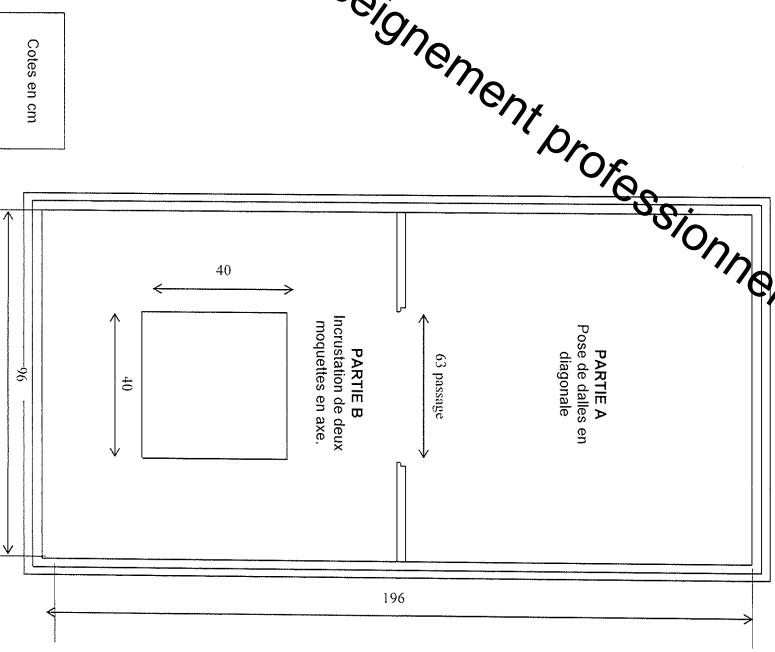 eignement professionnel
Cotes en cm
PARTIE A
Pose de dalles en
diagonale
63 passage
PARTIE B
Incrustation de deux
moquettes en axe.
40
40
96
196